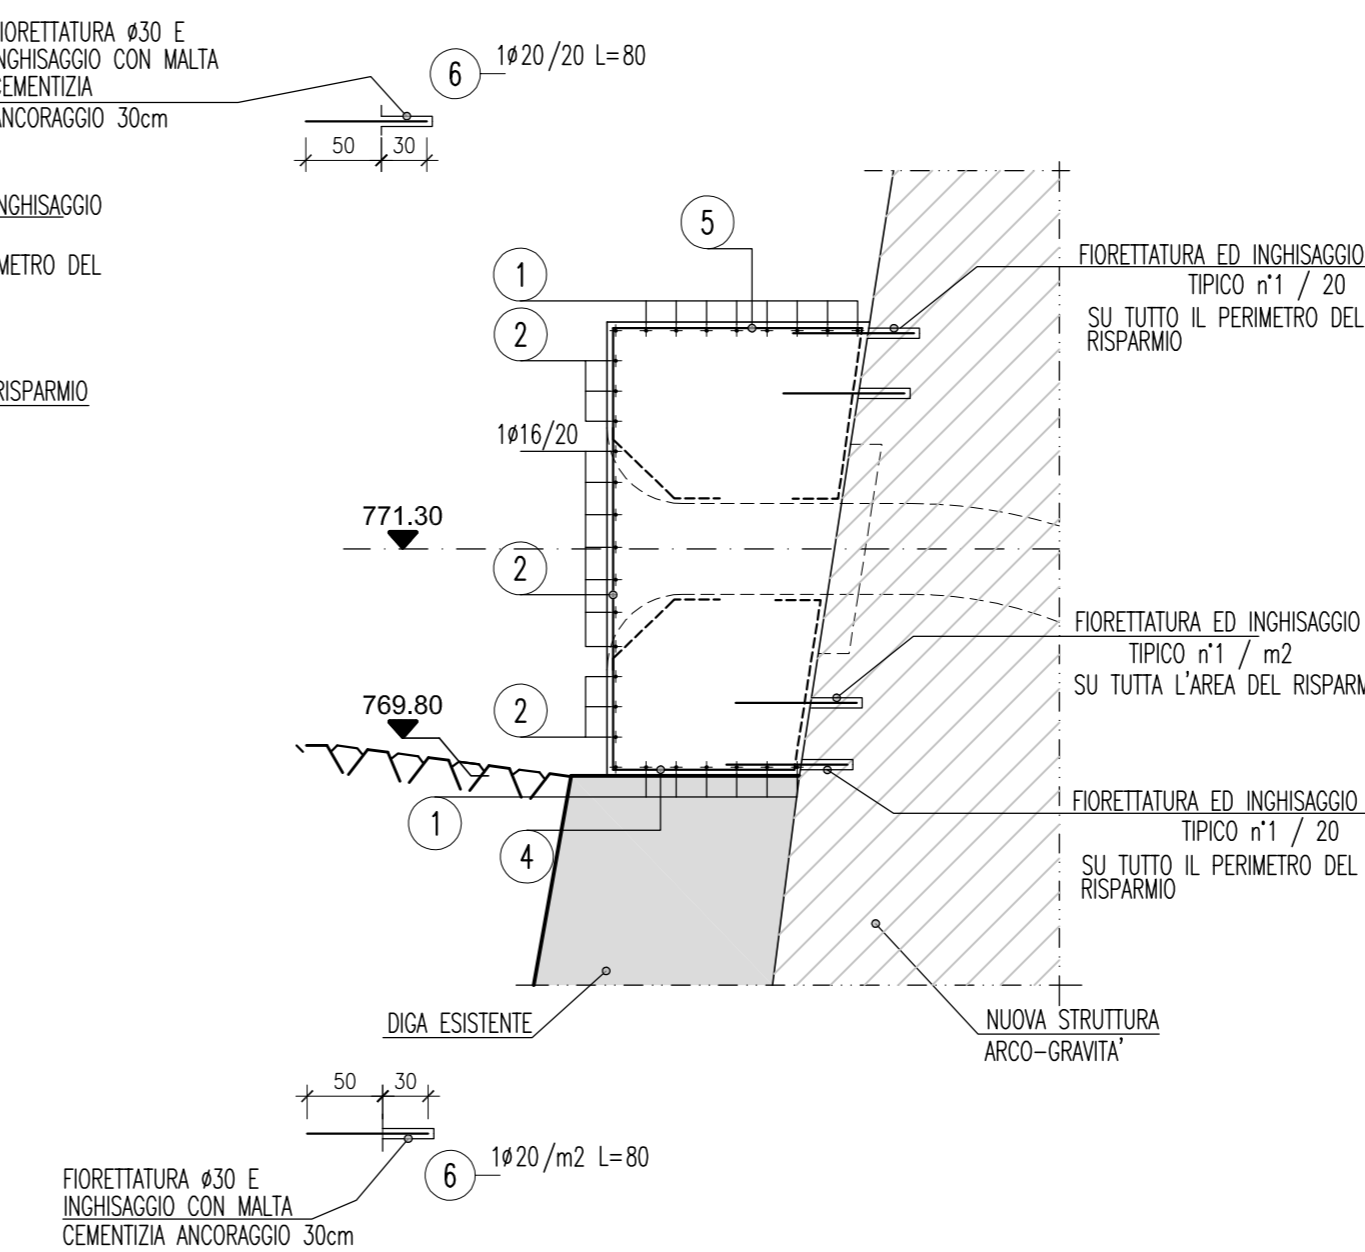 IORETTATURA ø30 E
NGHISAGGIO CON MALTA
CEMENTIZIA
ANCORAGGIO 30cm
6
1ø20/20 L=80
50
30
NGHISAGGIO
METRO DEL
RISPARMIO
5
1
2
1ø16/20
771.30
2
769.80
2
1
4
FIORETTATURA ED INGHISAGGIO
TIPICO n°1 / 20
SU TUTTO IL PERIMETRO DEL
RISPARMIO
FIORETTATURA ED INGHISAGGIO
TIPICO n°1 / m2
SU TUTTA L'AREA DEL RISPARM
FIORETTATURA ED INGHISAGGIO
TIPICO n°1 / 20
SU TUTTO IL PERIMETRO DEL
RISPARMIO
DIGA ESISTENTE
NUOVA STRUTTURA
ARCO-GRAVITA'
50
30
6
1ø20/m2 L=80
FIORETTATURA ø30 E
INGHISAGGIO CON MALTA
CEMENTIZIA ANCORAGGIO 30cm